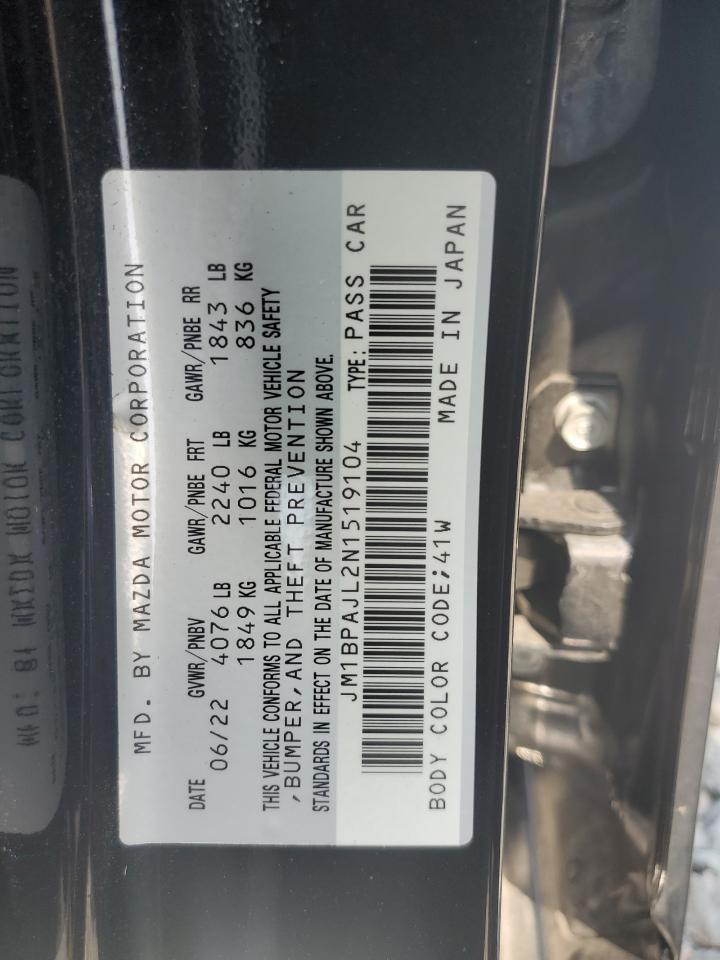 MFD. BY MAZDA MOTOR CORPORATION
DATE GVWR/PNBV GAWR/PNBE FRT GAWR/PNBE RR
06/22 4076 LB 2240 LB 1843 LB
1849 KG 1016 KG 836 KG
THIS VEHICLE CONFORMS TO ALL APPLICABLE FEDERAL MOTOR VEHICLE SAFETY
,BUMPER,AND THEFT PREVENTION
STANDARDS IN EFFECT ON THE DATE OF MANUFACTURE SHOWN ABOVE.
JM1BPAJL2N1519104 TYPE: PASS CAR
BODY COLOR CODE;41W MADE IN JAPAN